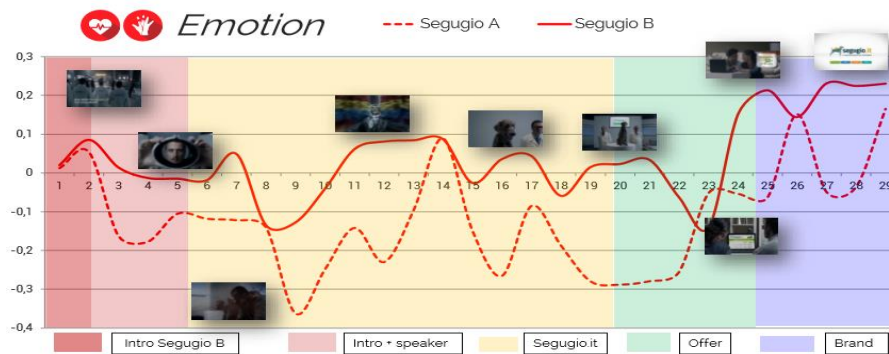 Emotion
Segugio A
Segugio B
0,3
0,2
0,1
0
-0,1
-0,2
-0,3
-0,4
1 2 3 4 5 6 7 8 9 10 11 12 13 14 15 16 17 18 19 20 21 22 23 24 25 26 27 28 29
segugio.it
Intro Segugio B
Intro + speaker
Segugio.it
Offer
Brand